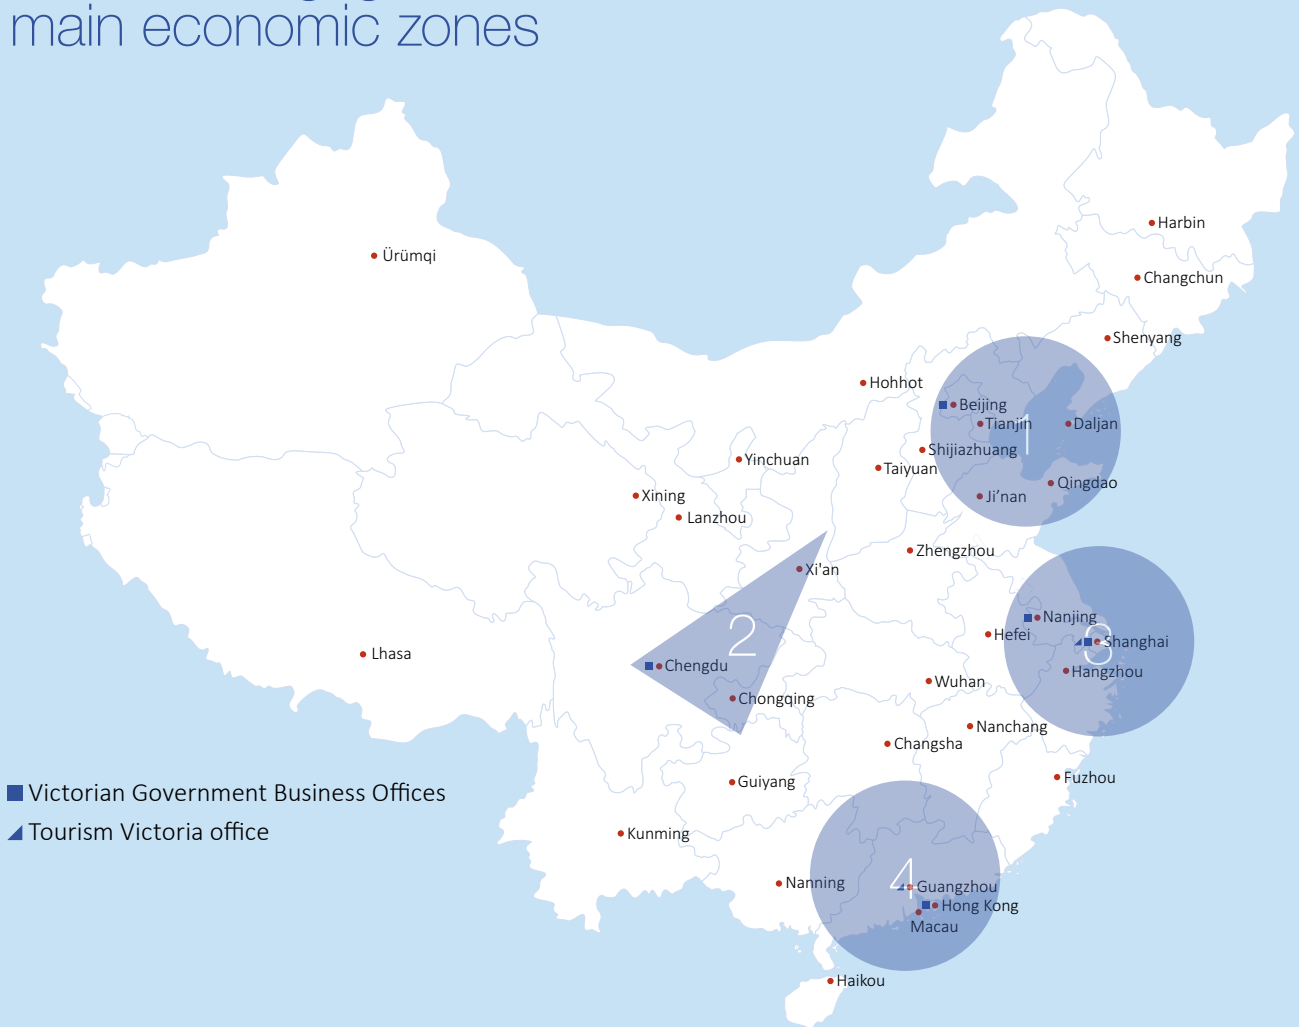 main economic zones
Harbin
Ürümqi
Changchun
Shenyang
Hohhot
Beijing
Tianjin
1
Daljan
Shijiazhuang
Yinchuan
Taiyuan
Qingdao
Xining
Ji'nan
Lanzhou
Zhengzhou
Xi'an
Nanjing
2
Hefei
3
Shanghai
Lhasa
Chengdu
Hangzhou
Wuhan
Chongqing
Nanchang
Changsha
Fuzhou
Guiyang
Victorian Government Business Offices
Tourism Victoria office
Kunming
4
Nanning
Guangzhou
Hong Kong
Macau
Haikou